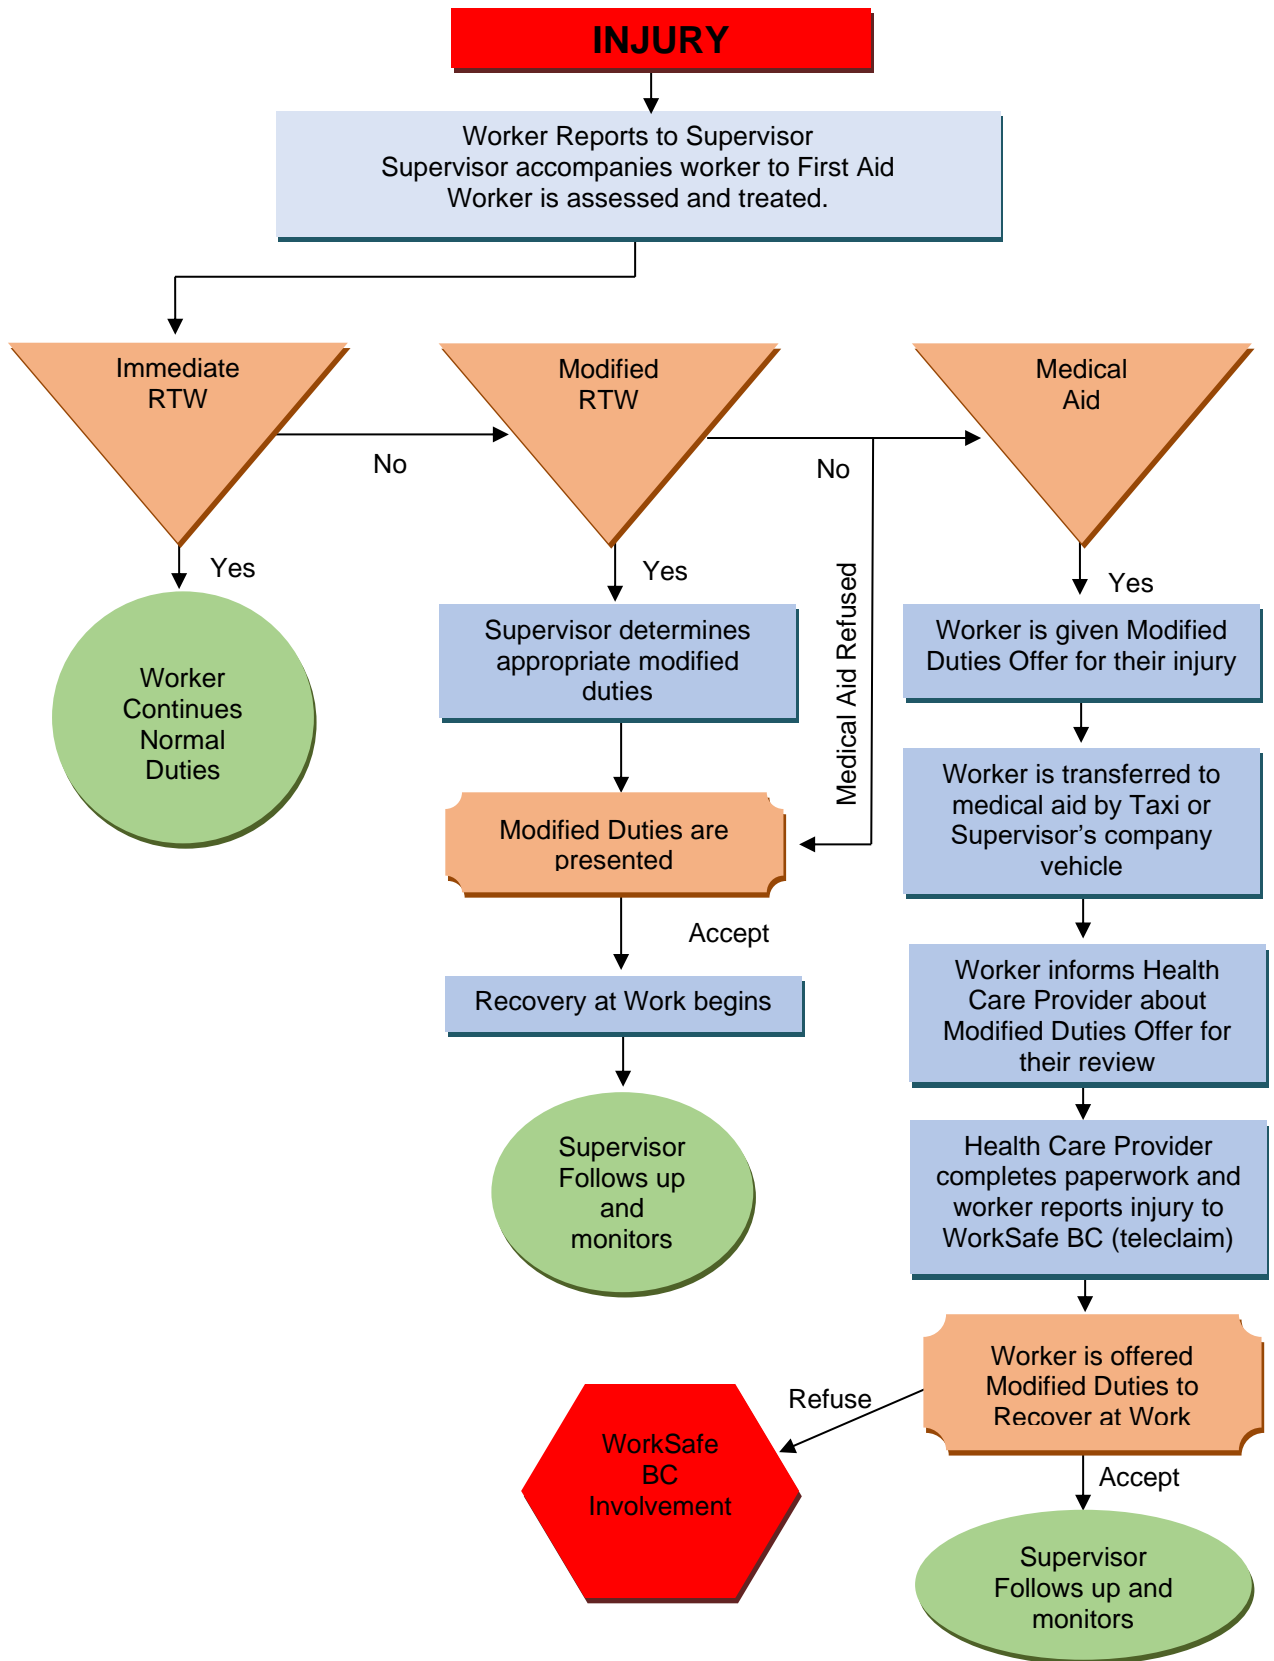 INJURY
Worker Reports to Supervisor
Supervisor accompanies worker to First Aid
Worker is assessed and treated.
Immediate
RTW
No
Yes
Worker
Continues
Normal
Duties
Modified
RTW
No
Yes
Medical Aid Refused
Supervisor determines
appropriate modified
duties
Modified Duties are
presented
Accept
Recovery at Work begins
Supervisor
Follows up
and
monitors
Medical
Aid
Yes
Worker is given Modified
Duties Offer for their injury
Worker is transferred to
medical aid by Taxi or
Supervisor’s company
vehicle
Worker informs Health
Care Provider about
Modified Duties Offer for
their review
Health Care Provider
completes paperwork and
worker reports injury to
WorkSafe BC (teleclaim)
Worker is offered
Modified Duties to
Recover at Work
Refuse
WorkSafe
BC
Involvement
Accept
Supervisor
Follows up and
monitors